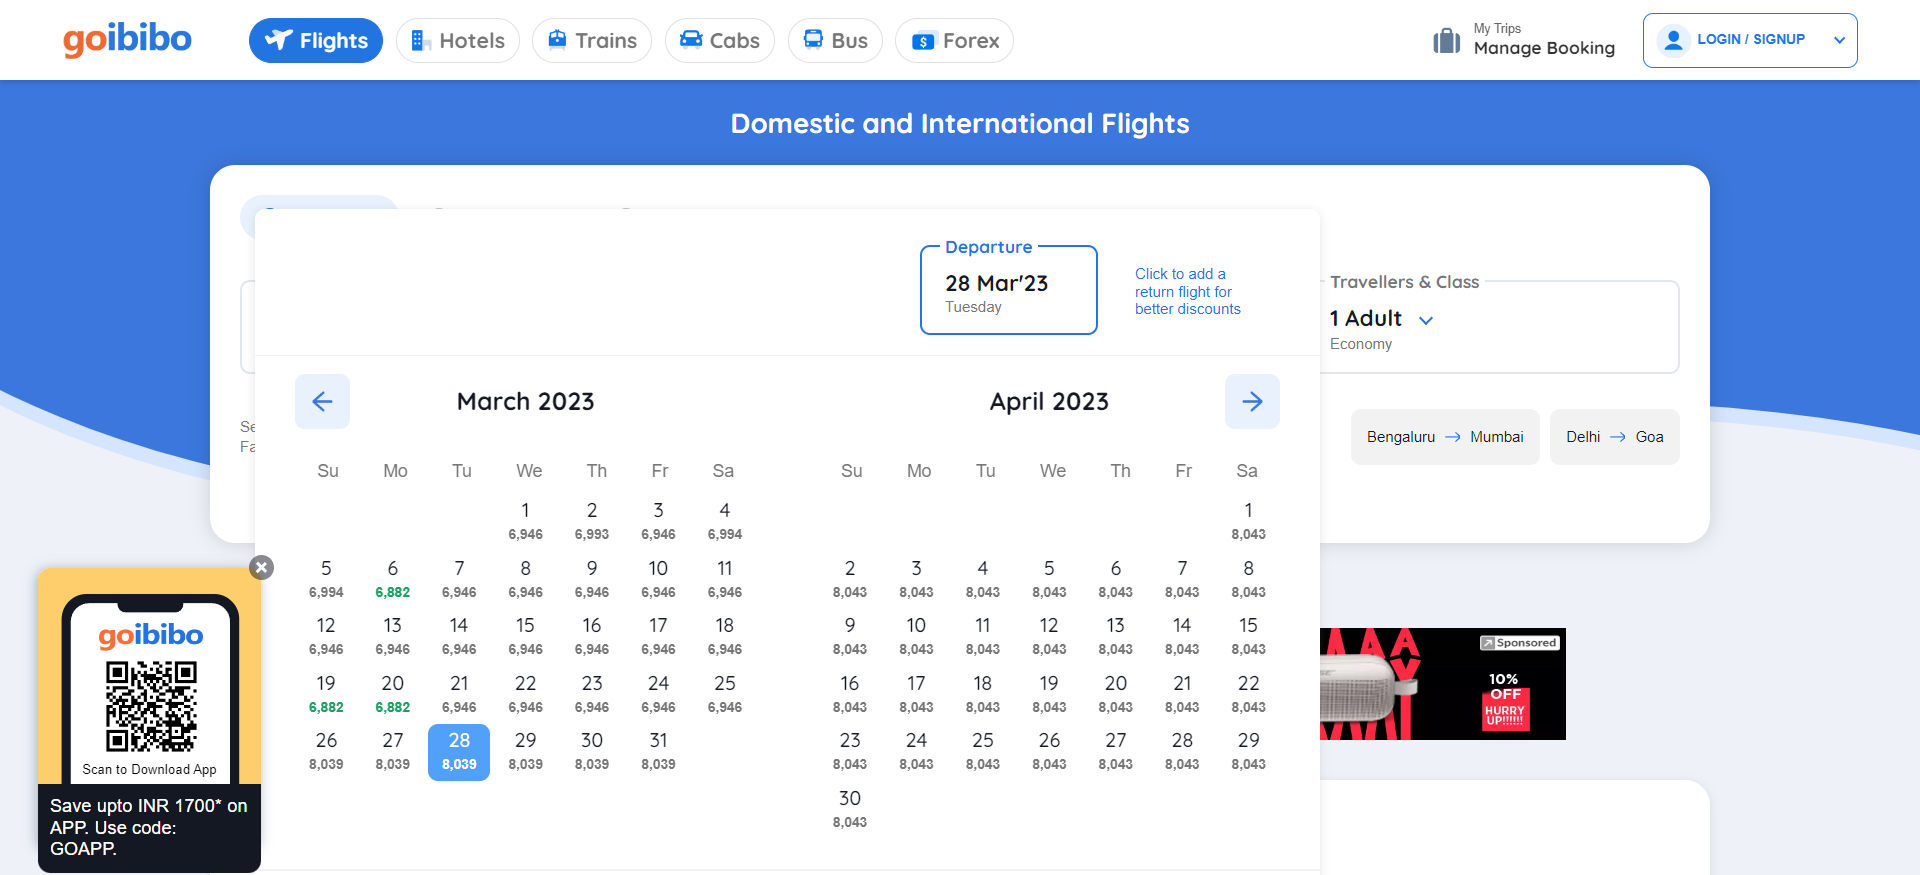 goibibo
Flights
Hotels
Trains
Cabs
Bus
Forex
My Trips
Manage Booking
LOGIN / SIGNUP
Domestic and International Flights
Departure
28 Mar'23
Tuesday
Click to add a
return flight for
better discounts
Travellers & Class
1 Adult
Economy
Se
Fa
Bengaluru → Mumbai
Delhi → Goa
March 2023
Su Mo Tu We Th Fr Sa
1 2 3 4
6,946 6,993 6,946 6,994
5 6 7 8 9 10 11
6,994 6,882 6,946 6,946 6,946 6,946 6,946
12 13 14 15 16 17 18
6,946 6,946 6,946 6,946 6,946 6,946 6,946
19 20 21 22 23 24 25
6,882 6,882 6,946 6,946 6,946 6,946 6,946
26 27 28 29 30 31
8,039 8,039 8,039 8,039 8,039 8,039
April 2023
Su Mo Tu We Th Fr Sa
1
8,043
2 3 4 5 6 7 8
8,043 8,043 8,043 8,043 8,043 8,043 8,043
9 10 11 12 13 14 15
8,043 8,043 8,043 8,043 8,043 8,043 8,043
16 17 18 19 20 21 22
8,043 8,043 8,043 8,043 8,043 8,043 8,043
23 24 25 26 27 28 29
8,043 8,043 8,043 8,043 8,043 8,043 8,043
30
8,043
goibibo
Scan to Download App
Save upto INR 1700* on
APP. Use code:
GOAPP.
Sponsored
10%
OFF
HURRY
UP!!!!!!